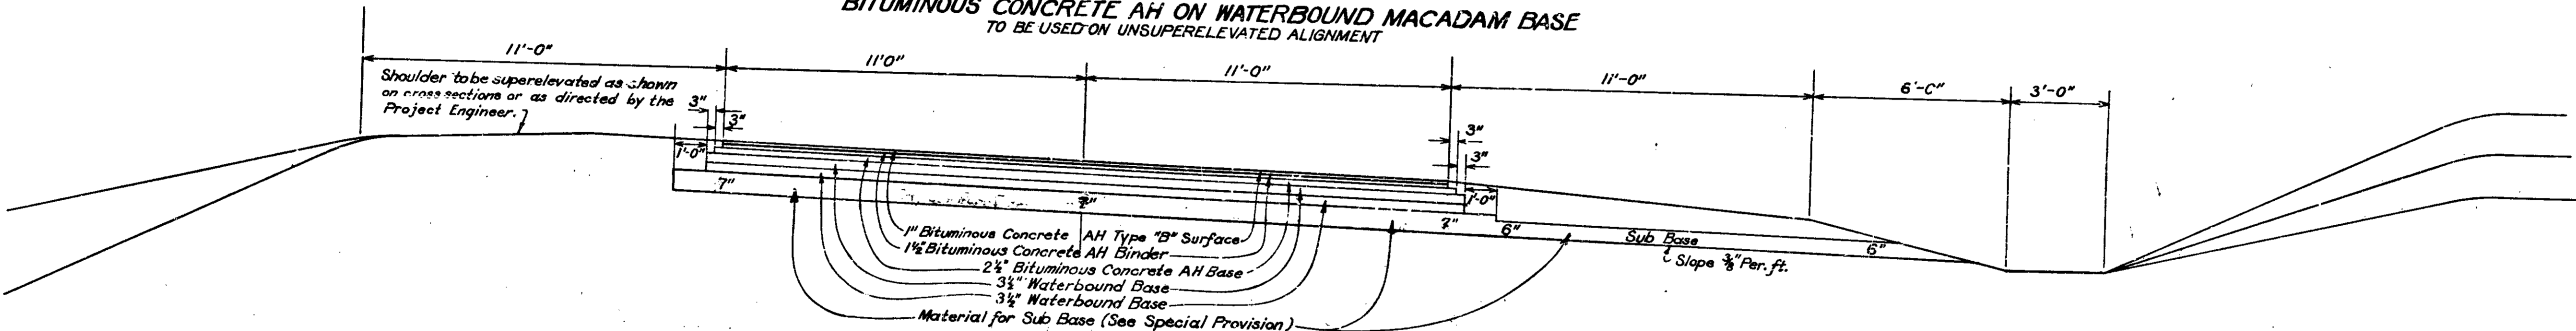 BITUMINOUS CONCRETE AH ON WATERBOUND MACADAM BASE
TO BE USED ON UNSUPERELEVATED ALIGNMENT
11'-0"
11'0"
11'-0"
11'-0"
6'-C"
3'-0"
Shoulder to be superelevated as shown
on cross sections or as directed by the
Project Engineer.
3"
3"
3"
3"
1'-0"
1'-0"
7"
7"
7"
6"
6"
Sub Base
Slope 3/8" Per. ft.
1" Bituminous Concrete AH Type "B" Surface
1½" Bituminous Concrete AH Binder
2½" Bituminous Concrete AH Base
3½" Waterbound Base
3½" Waterbound Base
Material for Sub Base (See Special Provision)